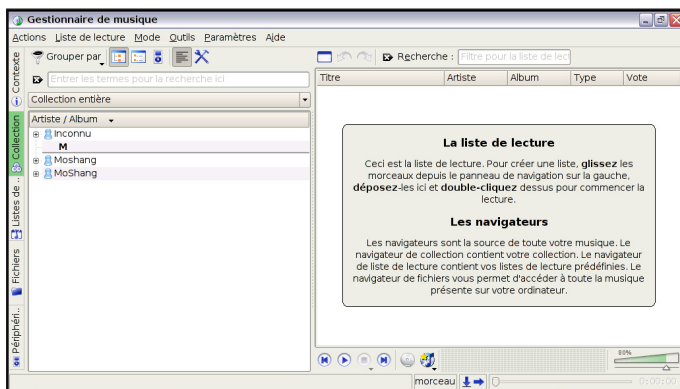 Gestionnaire de musique
Actions Liste de lecture Mode Outils Paramètres Aide
Contexte
Collection
Listes de ..
Fichiers
Périphéri..
Grouper par
Entrer les termes pour la recherche ici
Collection entière
Artiste / Album
Inconnu
M
Moshang
MoShang
Recherche : Filtre pour la liste de lect
Titre Artiste Album Type Vote
La liste de lecture
Ceci est la liste de lecture. Pour créer une liste, glissez les
morceaux depuis le panneau de navigation sur la gauche,
déposez-les ici et double-cliquez dessus pour commencer la
lecture.
Les navigateurs
Les navigateurs sont la source de toute votre musique. Le
navigateur de collection contient votre collection. Le navigateur
de liste de lecture contient vos listes de lecture prédéfinies. Le
navigateur de fichiers vous permet d'accéder à toute la musique
présente sur votre ordinateur.
80%
morceau 0:00:00